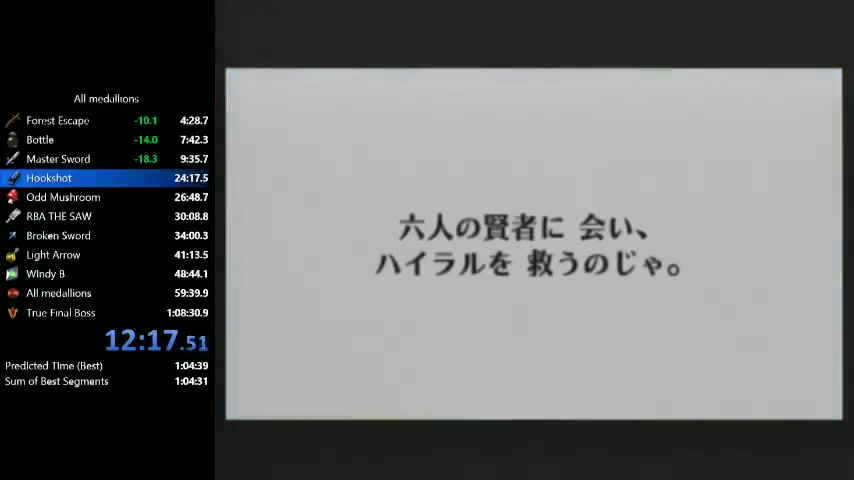 All medallions
Forest Escape -10.1 4:28.7
Bottle -14.0 7:42.3
Master Sword -18.3 9:35.7
Hookshot 24:17.5
Odd Mushroom 26:48.7
RBA THE SAW 30:08.8
Broken Sword 34:00.3
Light Arrow 41:13.5
Windy B 48:44.1
All medallions 59:39.9
True Final Boss 1:08:30.9
12:17.51
Predicted Time (Best) 1:04:39
Sum of Best Segments 1:04:31
六人の賢者に 会い、
ハイラルを 救うのじゃ。